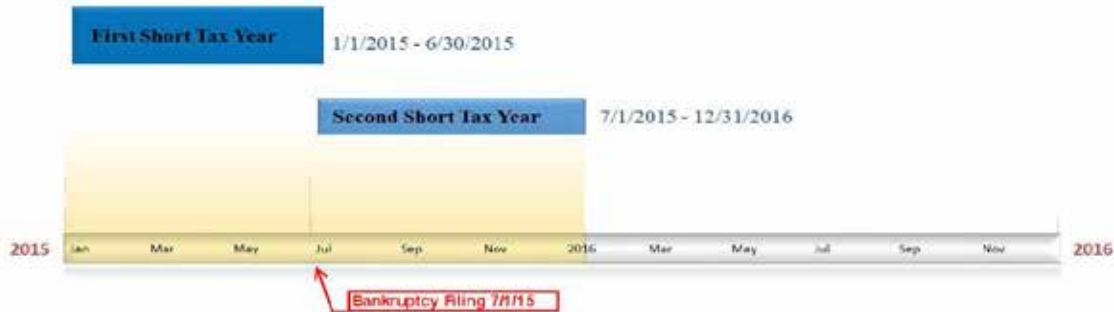 First Short Tax Year
1/1/2015 - 6/30/2015
Second Short Tax Year
7/1/2015 - 12/31/2016
2015 Jan Mar May Jul Sep Nov 2016 Mar May Jul Sep Nov 2016
Bankruptcy Filing 7/1/15